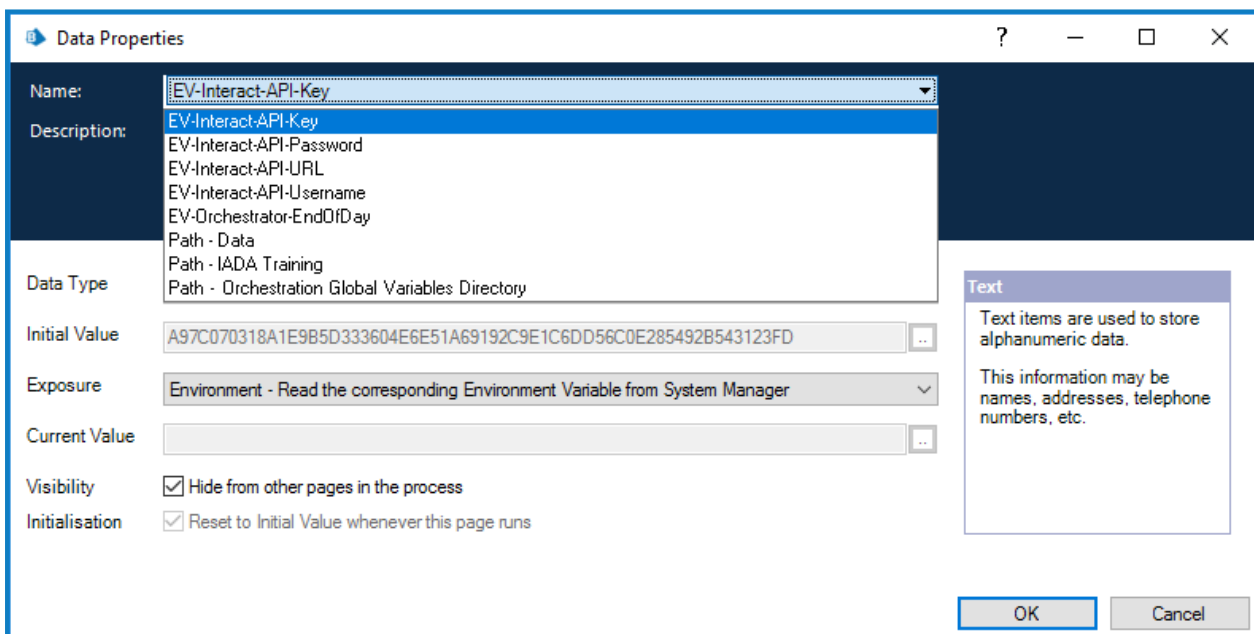 Data Properties
?
Name:
EV-Interact-API-Key
Description:
EV-Interact-API-Key
EV-Interact-API-Password
EV-Interact-API-URL
EV-Interact-API-Username
EV-Orchestrator-EndOfDay
Path - Data
Path - IADA Training
Path - Orchestration Global Variables Directory
Data Type
Initial Value
A97C070318A1E9B5D333604E6E51A69192C9E1C6DD56C0E285492B543123FD
..
Exposure
Environment - Read the corresponding Environment Variable from System Manager
Current Value
..
Visibility
Hide from other pages in the process
Initialisation
Reset to Initial Value whenever this page runs
Text
Text items are used to store
alphanumeric data.
This information may be
names, addresses, telephone
numbers, etc.
OK
Cancel